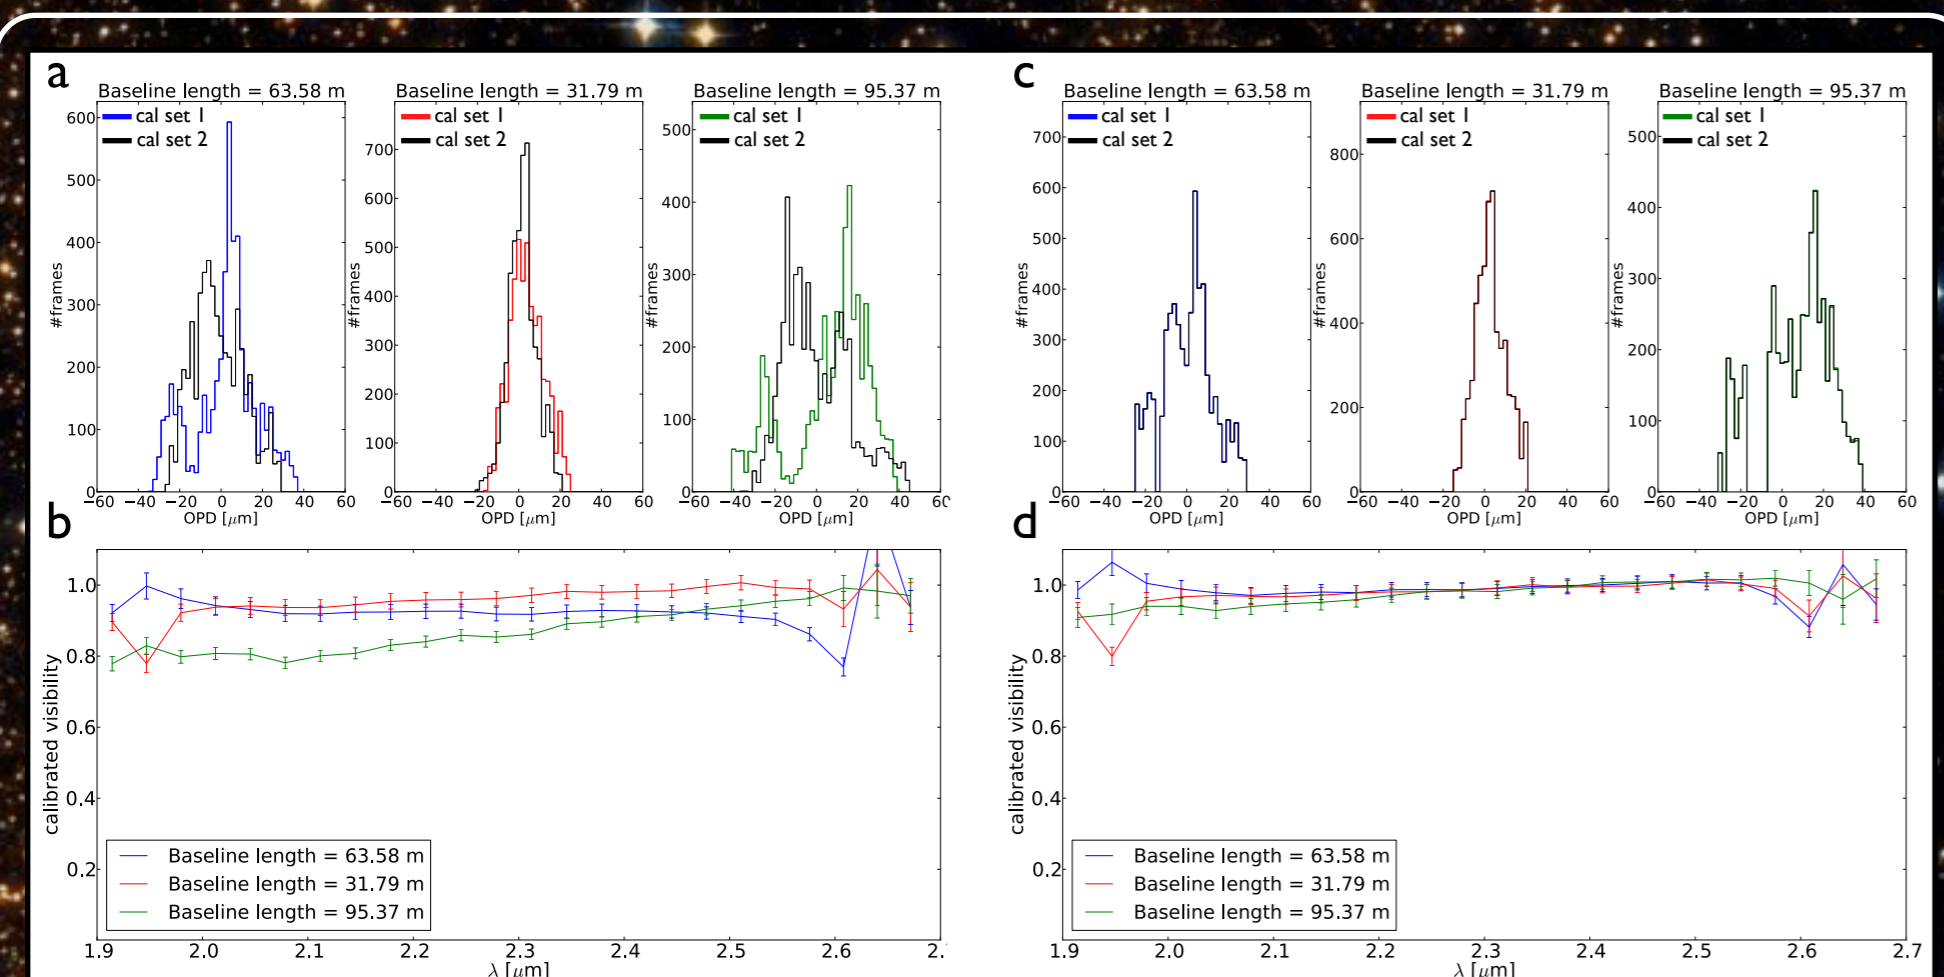 a
Baseline length = 63.58 m
cal set 1
cal set 2
600
500
400
300
200
100
0
#frames
−60 −40 −20 0 20 40 60
OPD [μm]
Baseline length = 31.79 m
cal set 1
cal set 2
700
600
500
400
300
200
100
0
#frames
−60 −40 −20 0 20 40 60
OPD [μm]
Baseline length = 95.37 m
cal set 1
cal set 2
500
400
300
200
100
0
#frames
−60 −40 −20 0 20 40
OPD [μm]
c
Baseline length = 63.58 m
cal set 1
cal set 2
700
600
500
400
300
200
100
0
#frames
−60 −40 −20 0 20 40 60
OPD [μm]
Baseline length = 31.79 m
cal set 1
cal set 2
800
600
400
200
0
#frames
−60 −40 −20 0 20 40 60
OPD [μm]
Baseline length = 95.37 m
cal set 1
cal set 2
500
400
300
200
100
0
#frames
−60 −40 −20 0 20 40 60
OPD [μm]
b
1.0
0.8
0.6
0.4
0.2
calibrated visibility
Baseline length = 63.58 m
Baseline length = 31.79 m
Baseline length = 95.37 m
1.9 2.0 2.1 2.2 2.3 2.4 2.5 2.6
λ [μm]
d
1.0
0.8
0.6
0.4
0.2
calibrated visibility
Baseline length = 63.58 m
Baseline length = 31.79 m
Baseline length = 95.37 m
1.9 2.0 2.1 2.2 2.3 2.4 2.5 2.6 2.7
λ [μm]